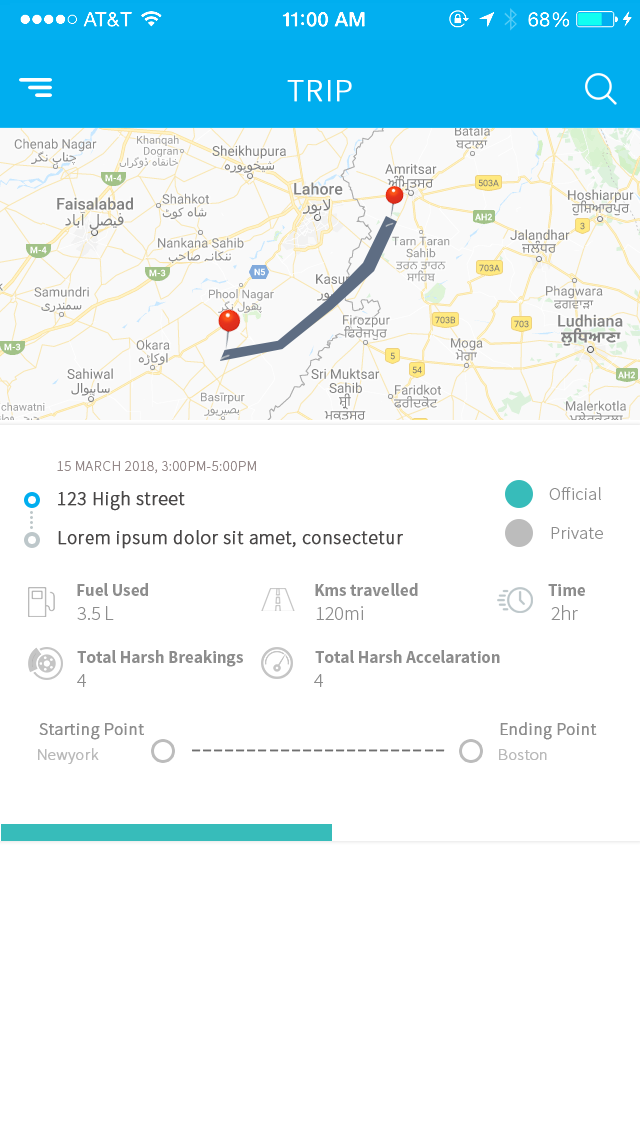 AT&T 11:00 AM 68%
TRIP
Batala
ਬਟਾਲਾ
Chenab Nagar
چناب نگر
Khanqah
Dogran
خانقاه ڈوگراں
Sheikhupura
شیخوپورہ
Amritsar
ਅੰਮ੍ਰਿਤਸਰ
M-4
503A
Lahore
لاہور
Faisalabad
فیصل آباد
Shahkot
شاہ کوٹ
Hoshiarpur
ਹੁਸ਼ਿਆਰਪੁਰ
AH2
3
Nankana Sahib
ننکانہ صاحب
Tarn Taran
Sahib
ਤਰਨ ਤਾਰਨ
ਸਾਹਿਬ
Jalandhar
ਜਲੰਧਰ
M-4
M-3
N5
703A
Kasu
Samundri
سمندری
Phool Nagar
پھول نگر
Phagwara
ਫਗਵਾੜਾ
Firozpur
ਫਿਰੋਜ਼ਪੁਰ
703B
703
Ludhiana
ਲੁਧਿਆਣਾ
M-3
Okara
اوکاڑہ
Moga
ਮੋਗਾ
5
54
Sahiwal
ساہیوال
Sri Muktsar
Sahib
ਸ਼੍ਰੀ
ਮੁਕਤਸਰ
AH2
Basirpur
بصیرپور
Faridkot
ਫਰੀਦਕੋਟ
chawatni
Malerkotla
ਮਲੇਰਕੋਟਲਾ
15 MARCH 2018, 3:00PM-5:00PM
123 High street
Official
Lorem ipsum dolor sit amet, consectetur
Private
Fuel Used
3.5 L
Kms travelled
120mi
Time
2hr
Total Harsh Breakings
4
Total Harsh Accelaration
4
Starting Point
Newyork
Ending Point
Boston